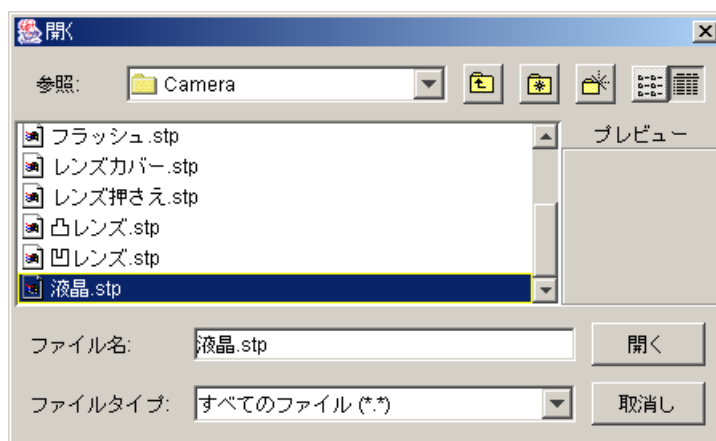 開く
参照: Camera
フラッシュ.stp
プレビュー
レンズカバー.stp
レンズ押さえ.stp
凸レンズ.stp
凹レンズ.stp
液晶.stp
ファイル名: 液晶.stp 開く
ファイルタイプ: すべてのファイル (*.*) 取消し